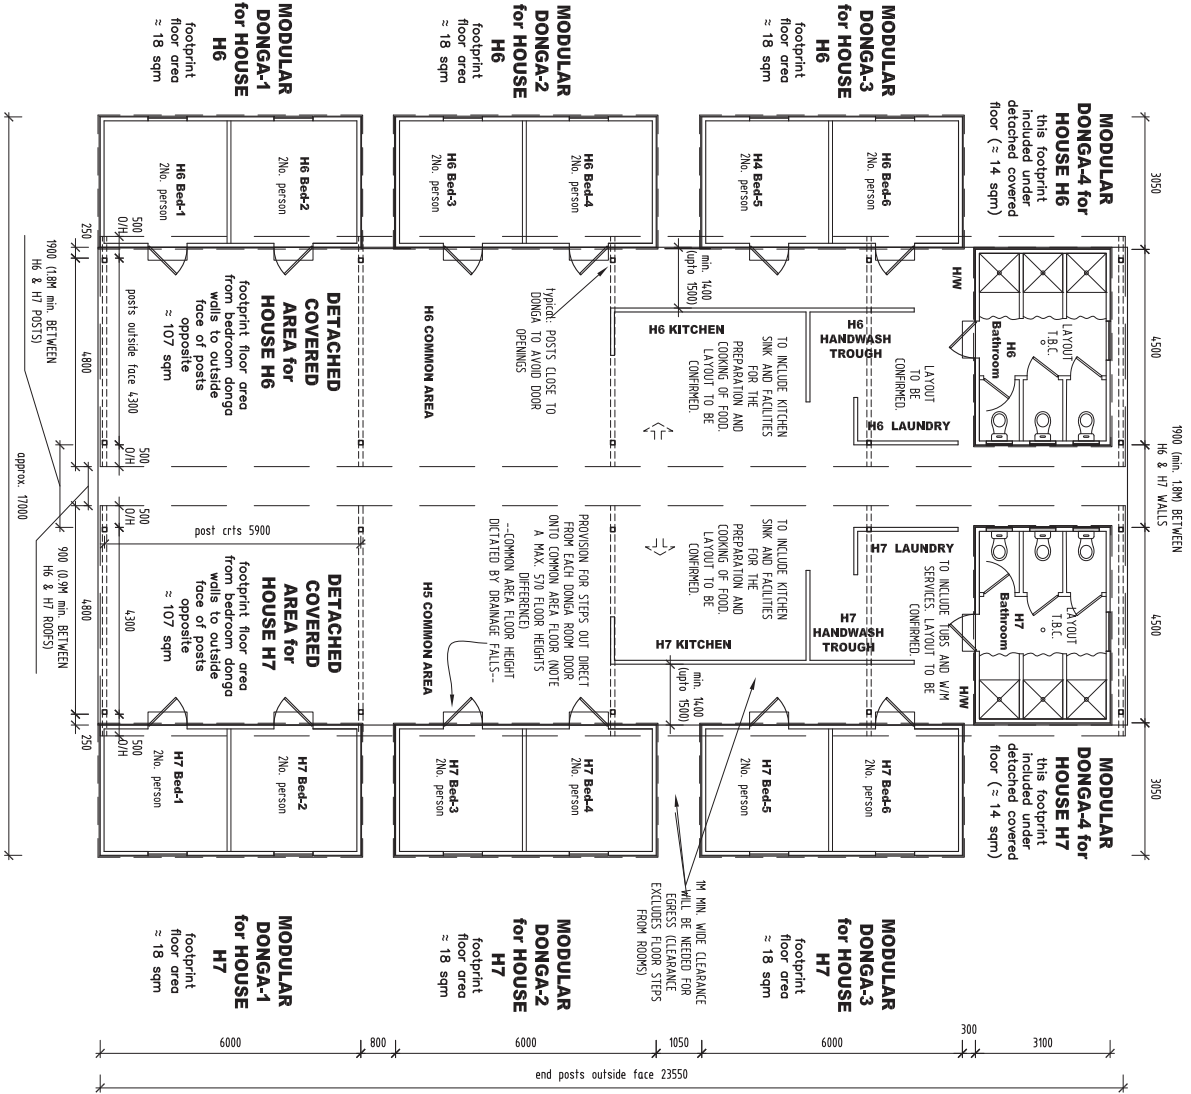 MODULAR
DONGA-1
for HOUSE
H6
footprint
floor area
≈ 18 sqm
MODULAR
DONGA-2
for HOUSE
H6
footprint
floor area
≈ 18 sqm
MODULAR
DONGA-3
for HOUSE
H6
footprint
floor area
≈ 18 sqm
MODULAR
DONGA-4 for
HOUSE H6
this footprint
included under
detached covered
floor (≈ 14 sqm)
3050
4500
1900 (min. 1.8M) BETWEEN
H6 & H7 WALLS
4500
3050
H6 Bed-1
2No. person
H6 Bed-2
2No. person
H6 Bed-3
2No. person
H6 Bed-4
2No. person
H4 Bed-5
2No. person
H6 Bed-6
2No. person
250
500
O/H
4800
posts outside face 4300
500
O/H
1900 (1.8M min. BETWEEN
H6 & H7 POSTS)
approx. 17000
DETACHED
COVERED
AREA for
HOUSE H6
footprint floor area
from bedroom donga
walls to outside
face of posts
opposite
≈ 107 sqm
H6 COMMON AREA
typical: POSTS CLOSE TO
DONGA TO AVOID DOOR
OPENINGS
min. 1400
(upto 1500)
H6 KITCHEN
TO INCLUDE KITCHEN
SINK AND FACILITIES
FOR THE
PREPARATION AND
COOKING OF FOOD.
LAYOUT TO BE
CONFIRMED.
H6
HANDWASH
TROUGH
LAYOUT
TO BE
CONFIRMED.
H6 LAUNDRY
H/W
H6
Bathroom
LAYOUT
T.B.C.
post crts 5900
500
O/H
4800
4300
900 (0.9M min. BETWEEN
H6 & H7 ROOFS)
250
500
O/H
DETACHED
COVERED
AREA for
HOUSE H7
footprint floor area
from bedroom donga
walls to outside
face of posts
opposite
≈ 107 sqm
H5 COMMON AREA
PROVISION FOR STEPS OUT DIRECT
FROM EACH DONGA ROOM DOOR
ONTO COMMON AREA FLOOR (NOTE
A MAX. 570 FLOOR HEIGHTS
DIFFERENCE)
--COMMON AREA FLOOR HEIGHT
DICTATED BY DRAINAGE FALLS--
TO INCLUDE KITCHEN
SINK AND FACILITIES
FOR THE
PREPARATION AND
COOKING OF FOOD.
LAYOUT TO BE
CONFIRMED.
H7 KITCHEN
min. 1400
(upto 1500)
H7 LAUNDRY
TO INCLUDE TUBS AND W/M
SERVICES. LAYOUT TO BE
CONFIRMED.
H7
HANDWASH
TROUGH
H/W
H7
Bathroom
LAYOUT
T.B.C.
H7 Bed-1
2No. person
H7 Bed-2
2No. person
H7 Bed-3
2No. person
H7 Bed-4
2No. person
H7 Bed-5
2No. person
H7 Bed-6
2No. person
MODULAR
DONGA-4 for
HOUSE H7
this footprint
included under
detached covered
floor (≈ 14 sqm)
1M MIN. WIDE CLEARANCE
WILL BE NEEDED FOR
EGRESS (CLEARANCE
EXCLUDES FLOOR STEPS
FROM ROOMS)
MODULAR
DONGA-1
for HOUSE
H7
footprint
floor area
≈ 18 sqm
MODULAR
DONGA-2
for HOUSE
H7
footprint
floor area
≈ 18 sqm
MODULAR
DONGA-3
for HOUSE
H7
footprint
floor area
≈ 18 sqm
6000
800
6000
1050
6000
300
3100
end posts outside face 23550